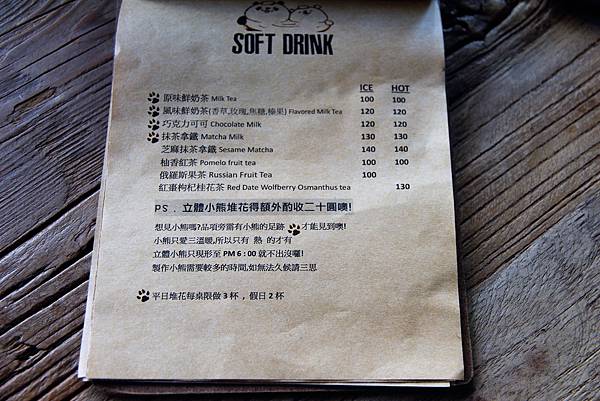 SOFT DRINK
ICE HOT
原味鮮奶茶 Milk Tea 100 100
風味鮮奶茶(香草,玫瑰,焦糖,榛果) Flavored Milk Tea 120 120
巧克力可可 Chocolate Milk 120 120
抹茶拿鐵 Matcha Milk 130 130
芝麻抹茶拿鐵 Sesame Matcha 140 140
柚香紅茶 Pomelo fruit tea 100 100
俄羅斯果茶 Russian Fruit Tea 100
紅棗枸杞桂花茶 Red Date Wolfberry Osmanthus tea 130
PS．立體小熊堆花得額外酌收二十圓噢!
想見小熊嗎?品項旁需有小熊的足跡 才能見到噢!
小熊只愛三溫暖,所以只有 熱 的才有
立體小熊只現形至 PM 6：00 就不出沒囉!
製作小熊需要較多的時間,如無法久候請三思
平日堆花每桌限做 3 杯，假日 2 杯